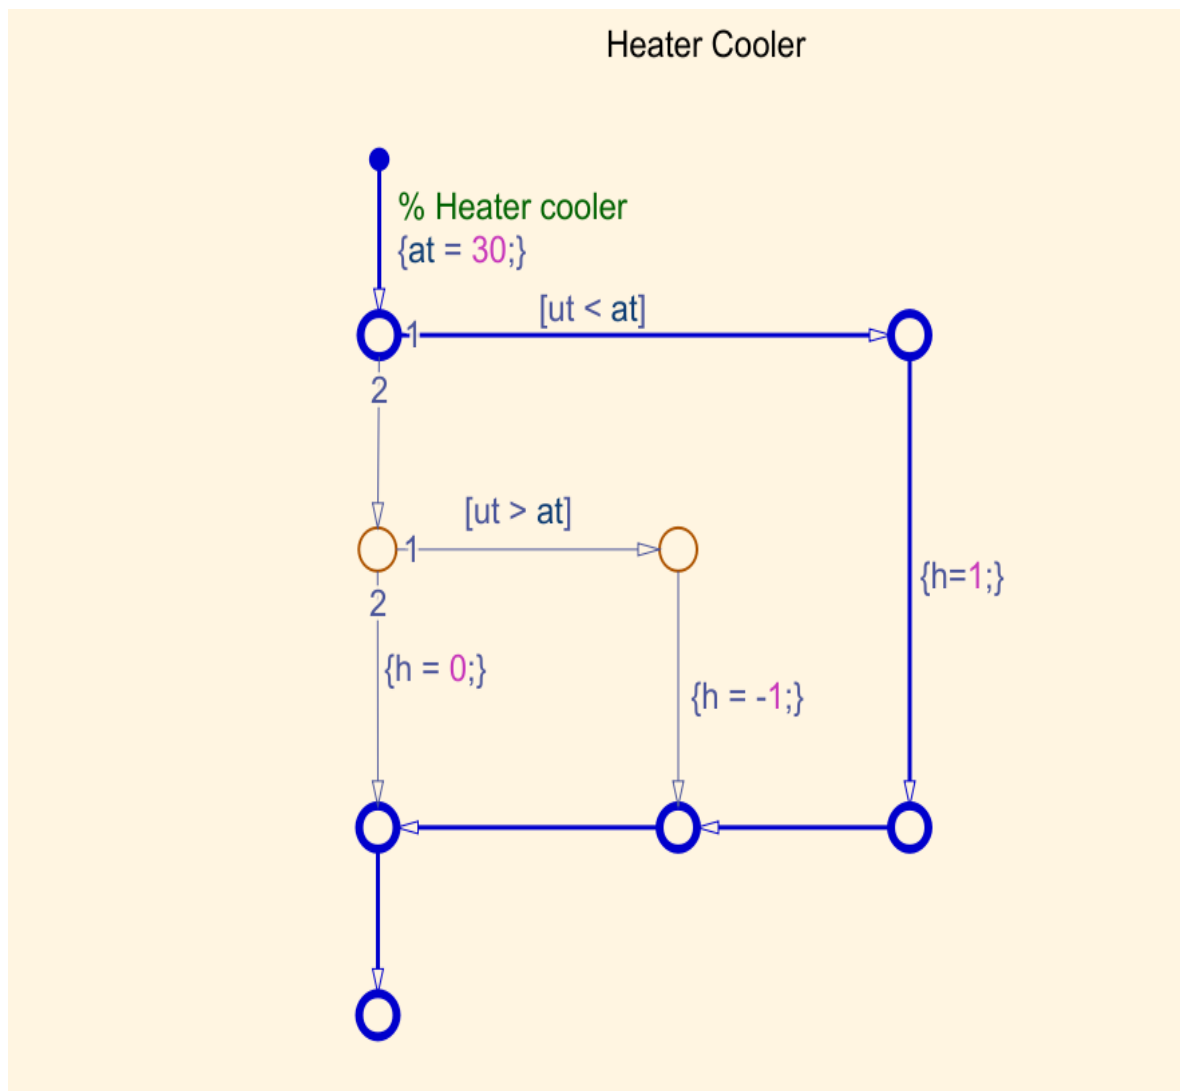 Heater Cooler
% Heater cooler
{at = 30;}
[ut < at]
1
2
[ut > at]
1
2
{h=1;}
{h = 0;}
{h = -1;}